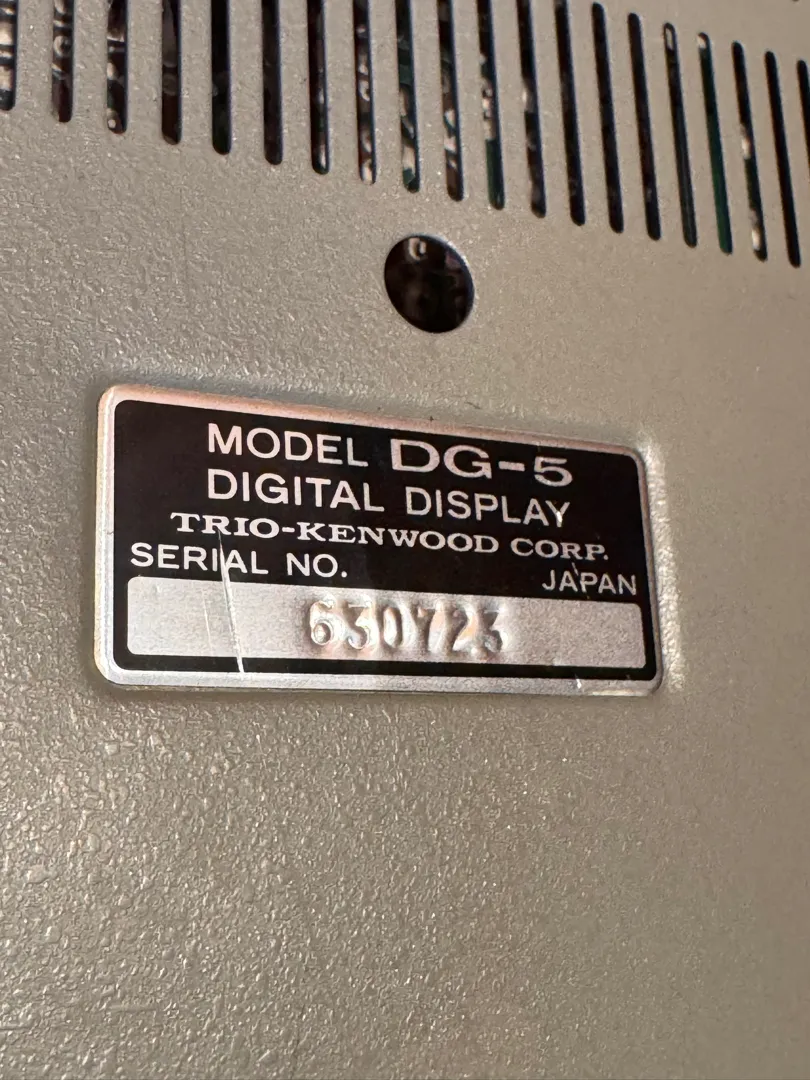 MODEL DG-5
DIGITAL DISPLAY
TRIO-KENWOOD CORP.
SERIAL NO.
JAPAN
630723